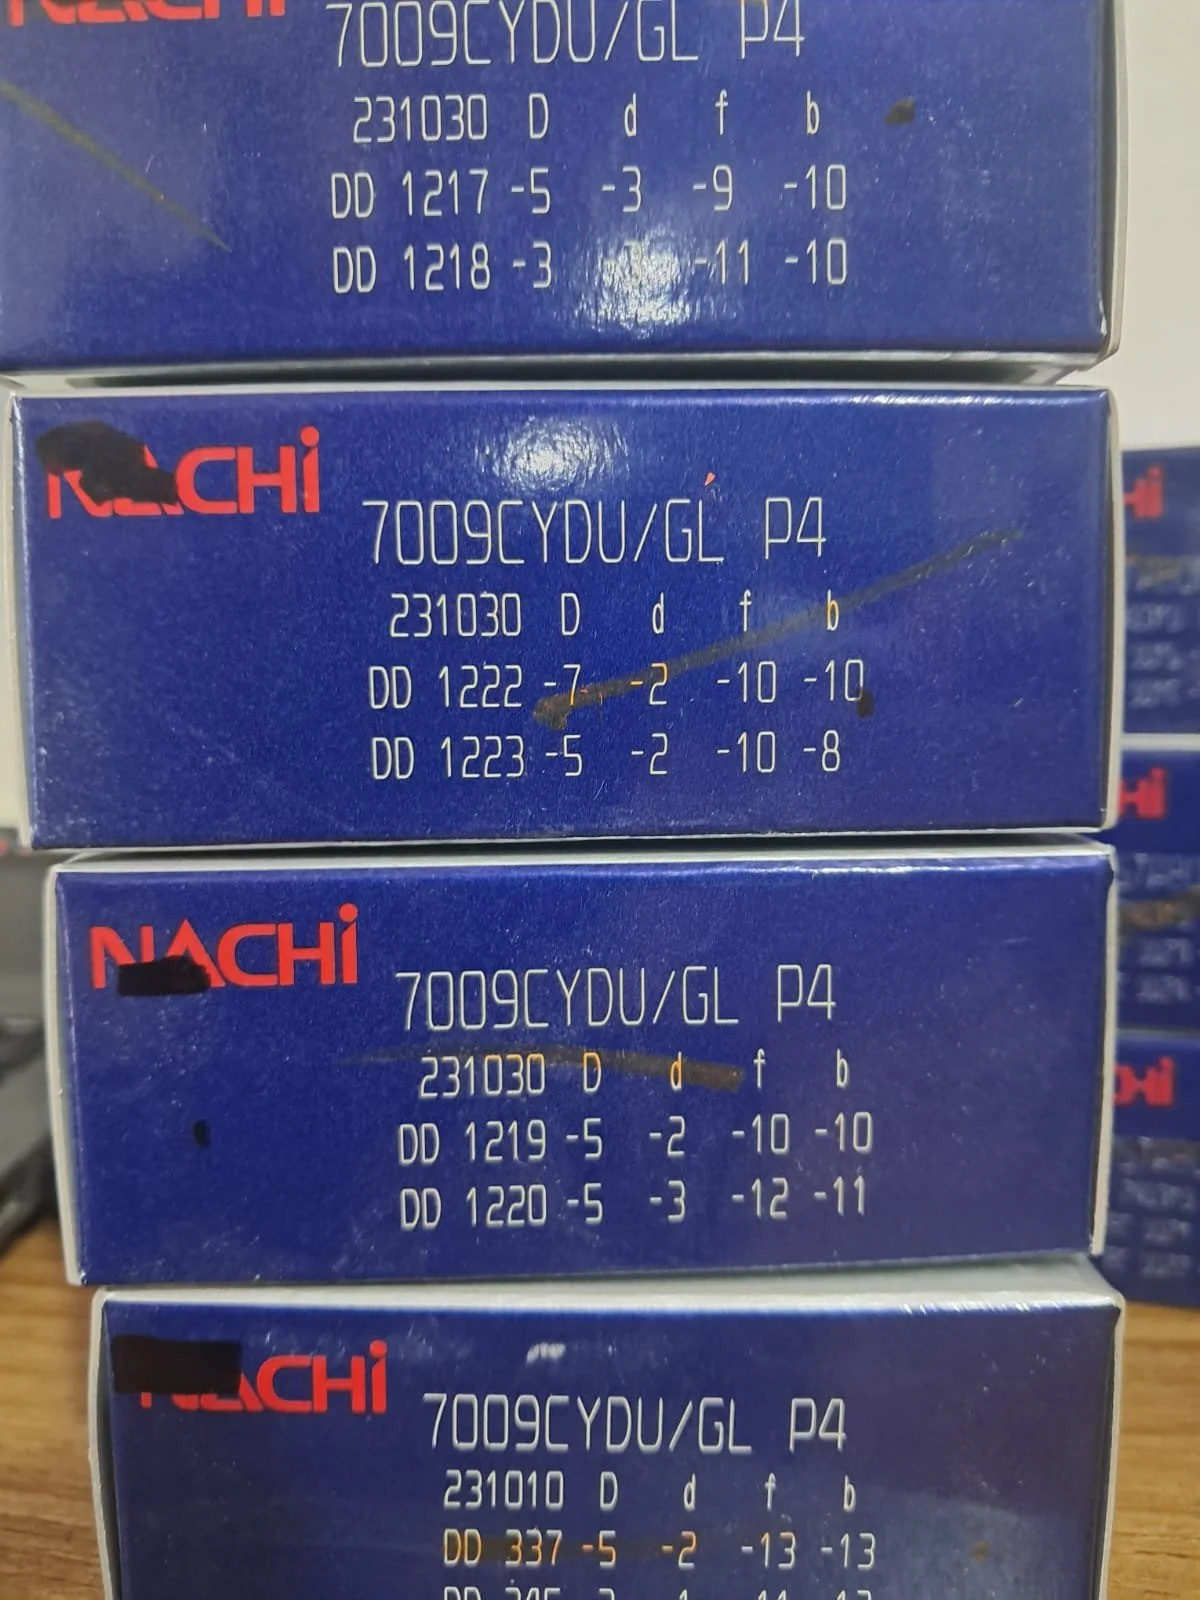 NACHI
7009CYDU/GL P4
231030 D d f b
DD 1217 -5 -3 -9 -10
DD 1218 -3 -3 -11 -10
NACHI
7009CYDU/GL P4
231030 D d f b
DD 1222 -7 -2 -10 -10
DD 1223 -5 -2 -10 -8
NACHI
7009CYDU/GL P4
231030 D d f b
DD 1219 -5 -2 -10 -10
DD 1220 -5 -3 -12 -11
NACHI
7009CYDU/GL P4
231010 D d f b
DD 337 -5 -2 -13 -13